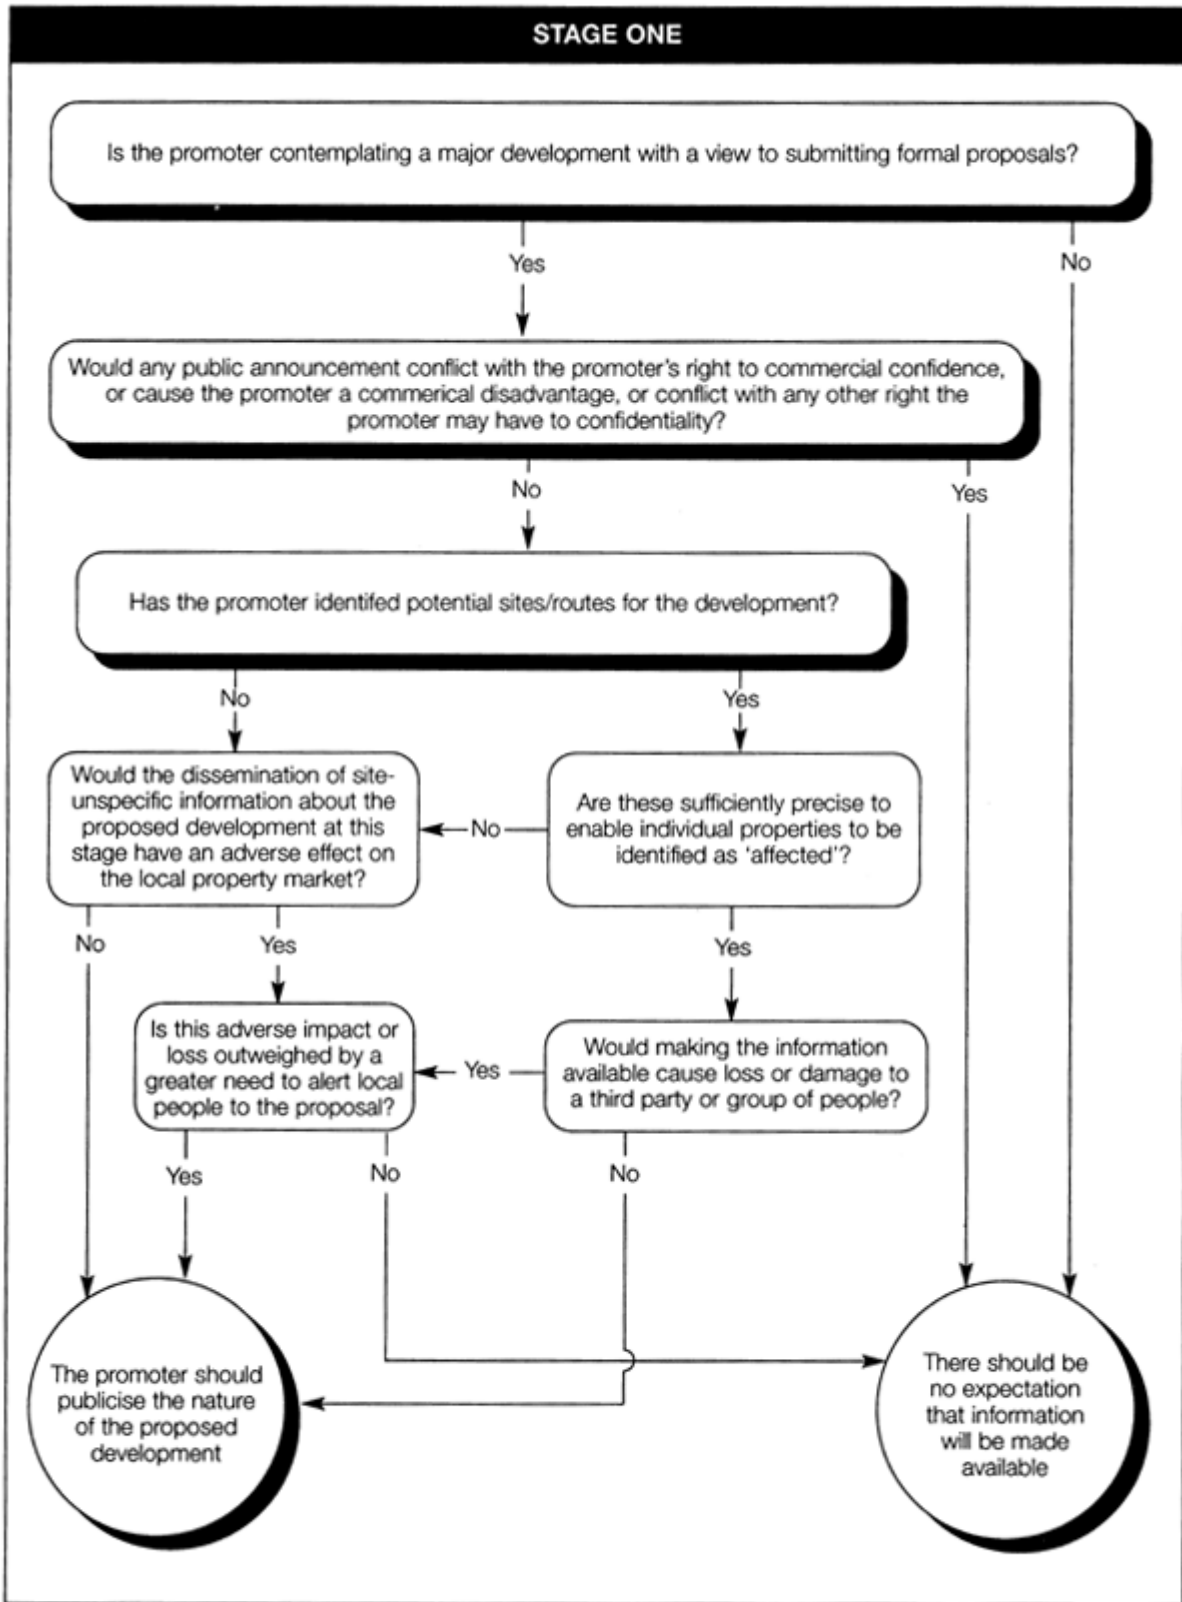 STAGE ONE
Is the promoter contemplating a major development with a view to submitting formal proposals?
Yes
No
Would any public announcement conflict with the promoter's right to commercial confidence,
or cause the promoter a commerical disadvantage, or conflict with any other right the
promoter may have to confidentiality?
No
Yes
Has the promoter identifed potential sites/routes for the development?
No
Yes
Would the dissemination of site-
unspecific information about the
proposed development at this
stage have an adverse effect on
the local property market?
No
Are these sufficiently precise to
enable individual properties to be
identified as 'affected'?
No
Yes
Yes
Is this adverse impact or
loss outweighed by a
greater need to alert local
people to the proposal?
Yes
Would making the information
available cause loss or damage to
a third party or group of people?
Yes
No
No
The promoter should
publicise the nature
of the proposed
development
There should be
no expectation
that information
will be made
available